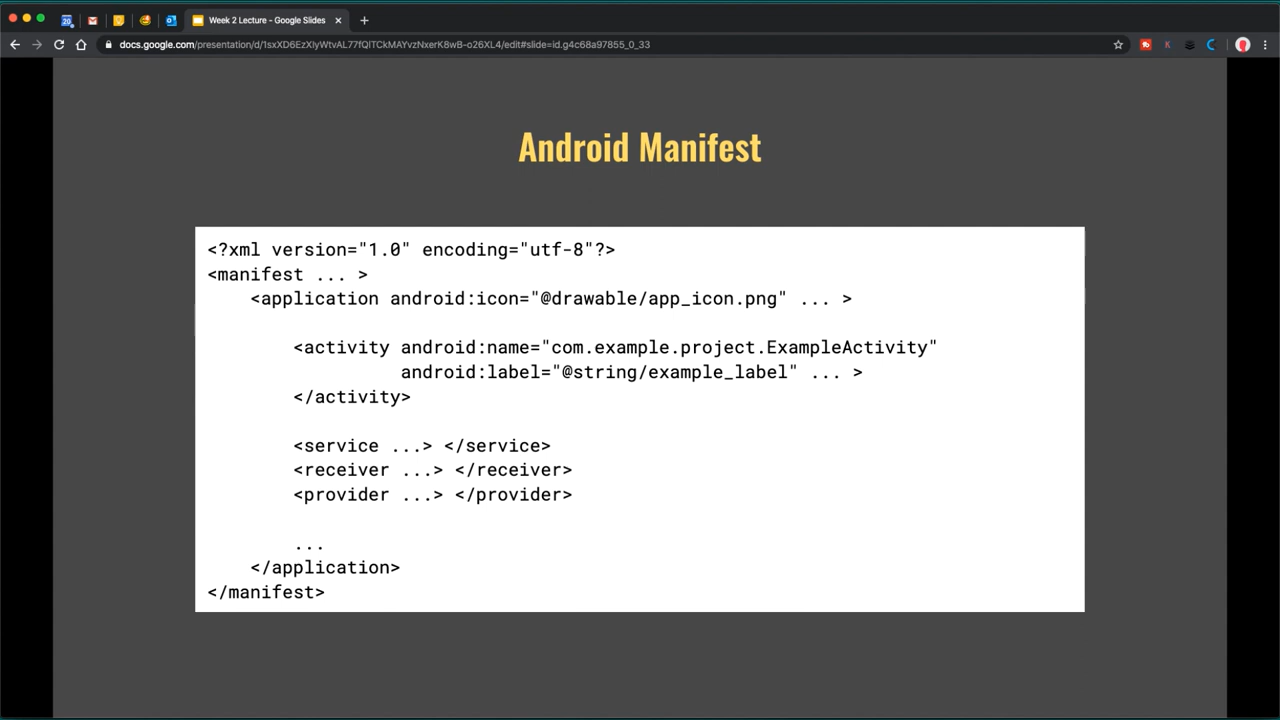 20
Week 2 Lecture - Google Slides
docs.google.com/presentation/d/1sxXD6EzXlyWtvAL77fQlTCkMAYvzNxerK8wB-o26XL4/edit#slide=id.g4c68a97855_0_33
K
Android Manifest
<?xml version="1.0" encoding="utf-8"?>
<manifest ... >
<application android:icon="@drawable/app_icon.png" ... >
<activity android:name="com.example.project.ExampleActivity"
android:label="@string/example_label" ... >
</activity>
<service ...> </service>
<receiver ...> </receiver>
<provider ...> </provider>
...
</application>
</manifest>